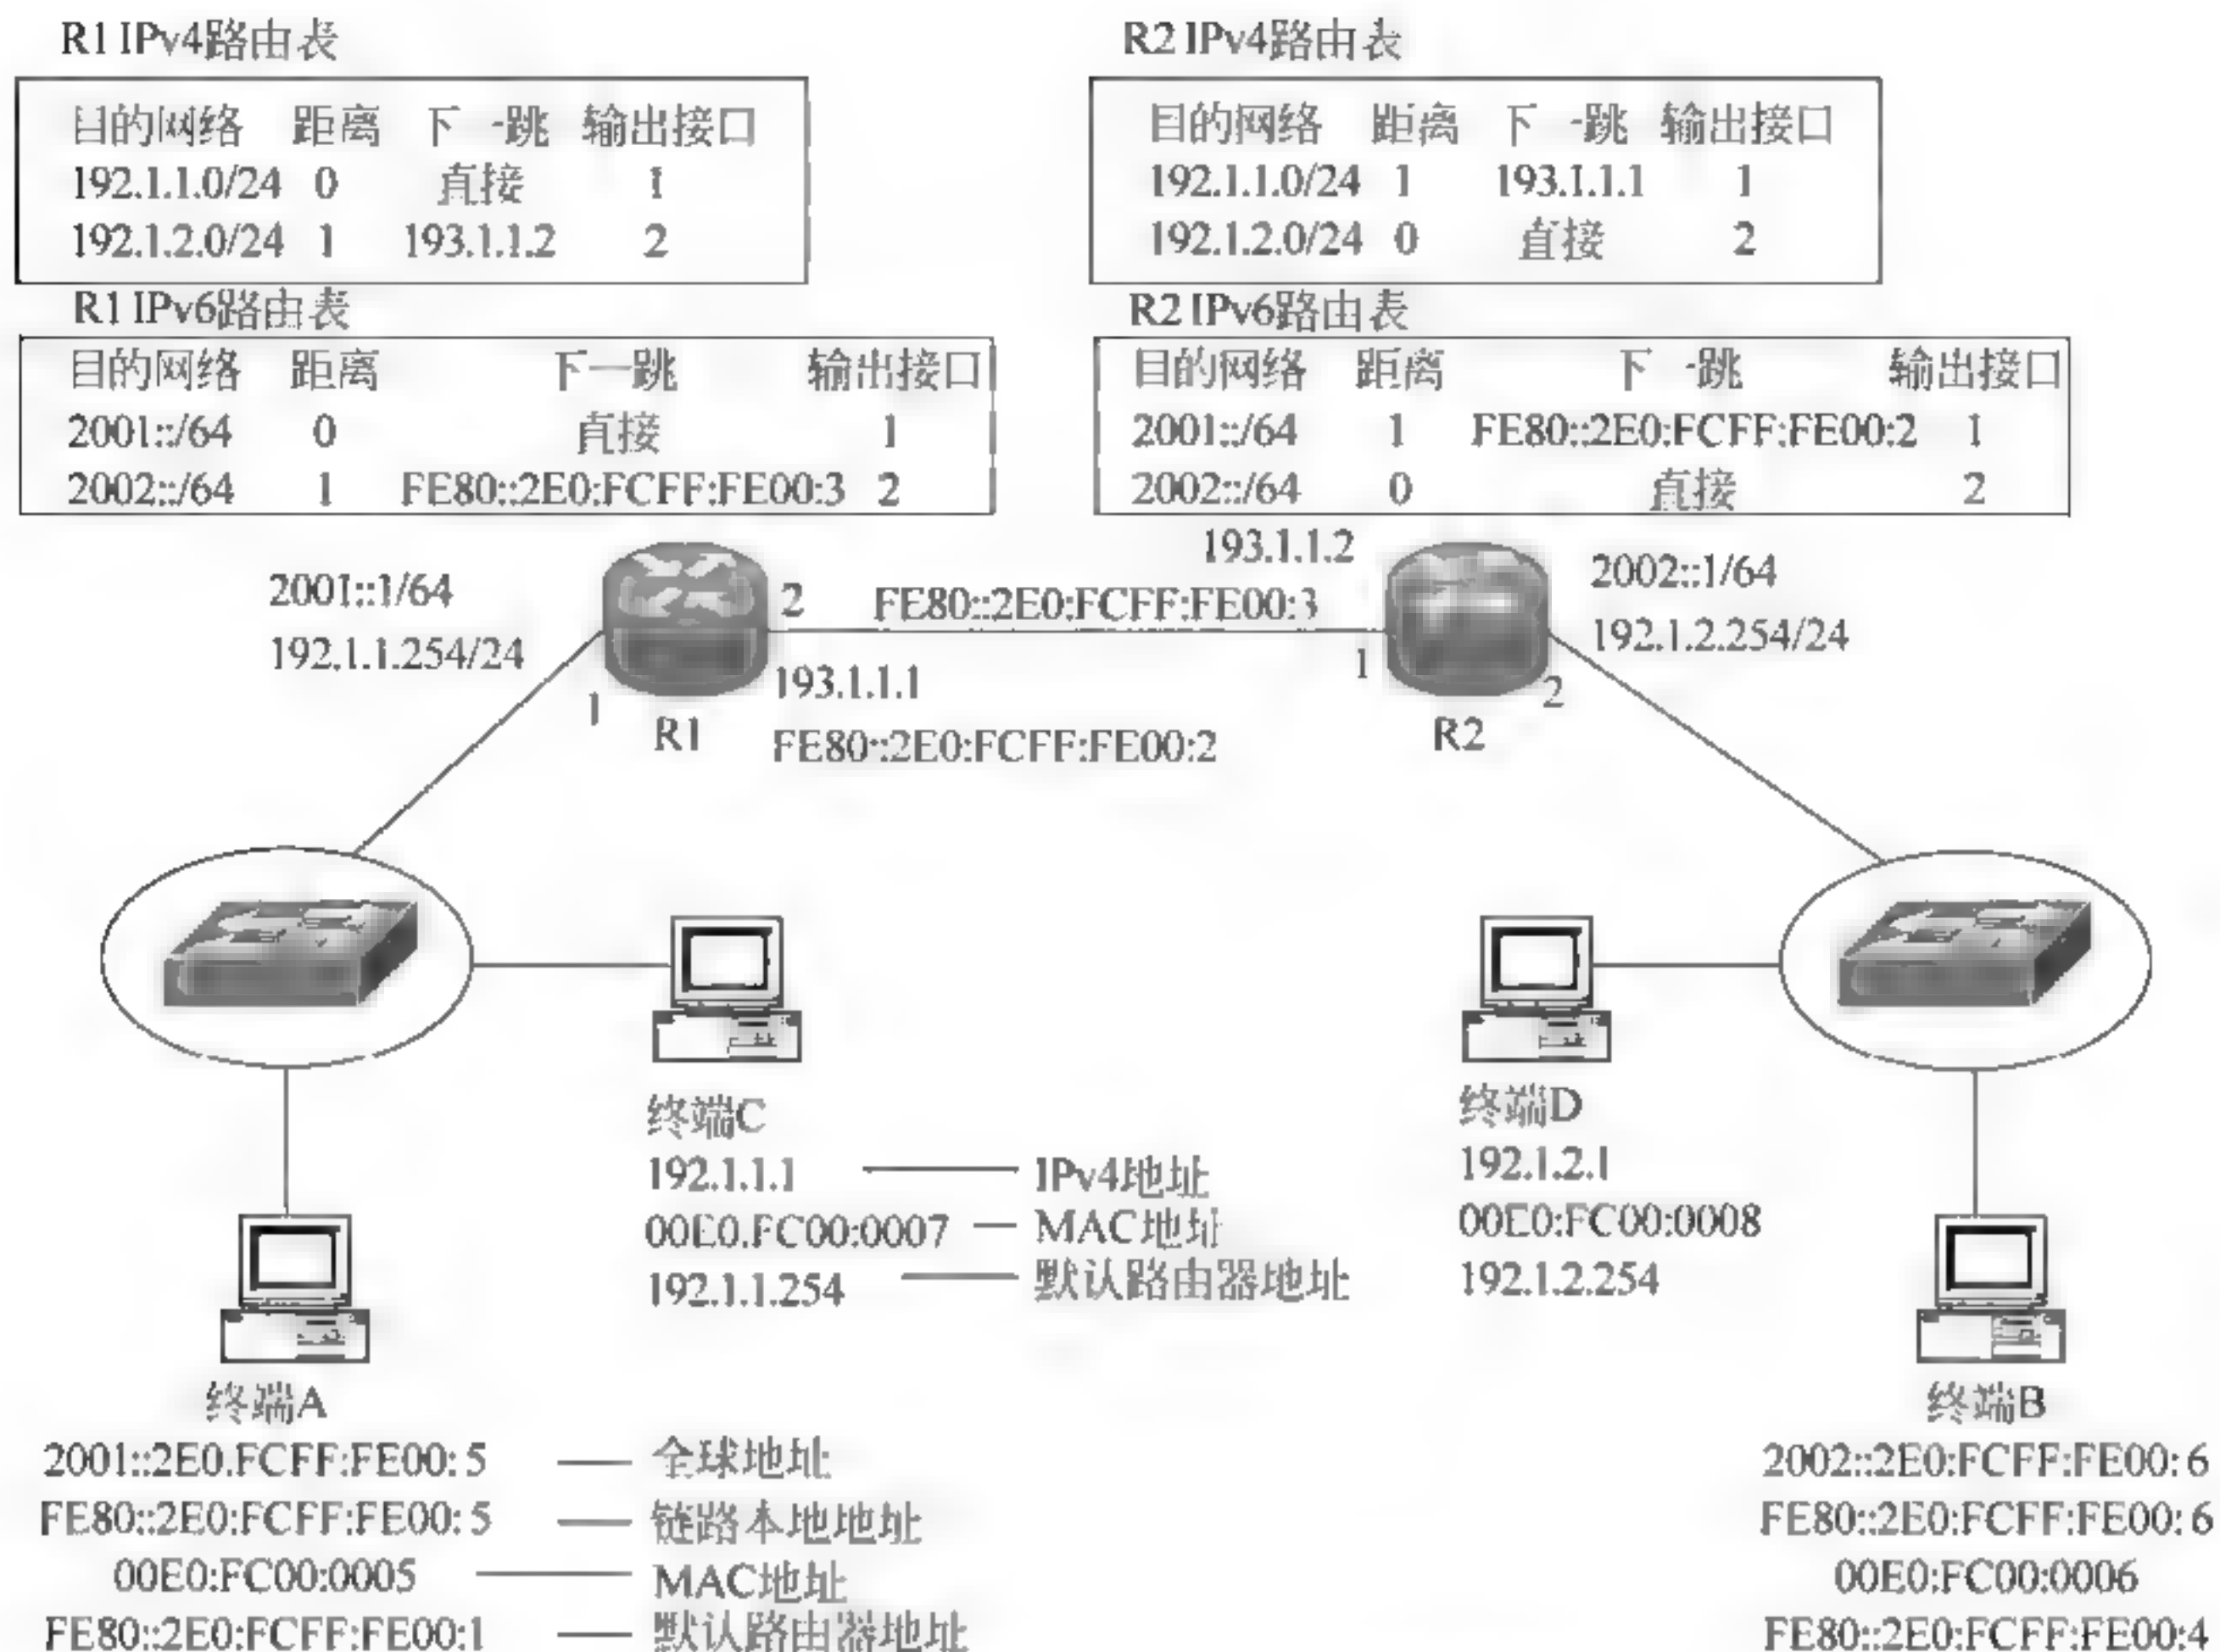 R1 IPv4路由表
目的网络 距离 下一跳 输出接口
192.1.1.0/24 0 直接 1
192.1.2.0/24 1 193.1.1.2 2
R2 IPv4路由表
目的网络 距离 下一跳 输出接口
192.1.1.0/24 1 193.1.1.1 1
192.1.2.0/24 0 直接 2
R1 IPv6路由表
目的网络 距离 下一跳 输出接口
2001::/64 0 直接 1
2002::/64 1 FE80::2E0:FCFF:FE00:3 2
R2 IPv6路由表
目的网络 距离 下一跳 输出接口
2001::/64 1 FE80::2E0:FCFF:FE00:2 1
2002::/64 0 直接 2
2001::1/64
192.1.1.254/24
1
R1
2
193.1.1.1
FE80::2E0:FCFF:FE00:2
193.1.1.2
FE80::2E0:FCFF:FE00:3
1
R2
2
2002::1/64
192.1.2.254/24
终端C
192.1.1.1 IPv4地址
00E0.FC00:0007 MAC地址
192.1.1.254 默认路由器地址
终端D
192.1.2.1
00E0:FC00:0008
192.1.2.254
终端A
2001::2E0.FCFF:FE00:5 全球地址
FE80::2E0:FCFF:FE00:5 链路本地地址
00E0:FC00:0005 MAC地址
FE80::2E0:FCFF:FE00:1 默认路由器地址
终端B
2002::2E0:FCFF:FE00:6
FE80::2E0:FCFF:FE00:6
00E0:FC00:0006
FE80::2E0:FCFF:FE00:4